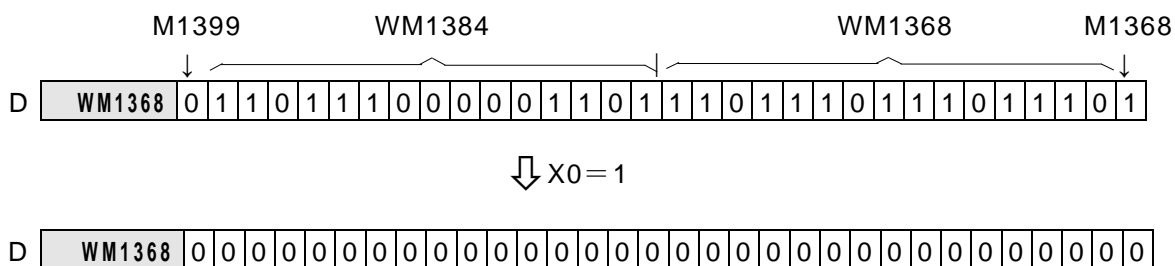 M1399 WM1384 WM1368 M1368
↓ ↓
D WM1368 0 1 1 0 1 1 1 0 0 0 0 0 1 1 0 1 1 1 0 1 1 1 0 1 1 1 0 1 1 1 0 1
⇩ X0=1
D WM1368 0 0 0 0 0 0 0 0 0 0 0 0 0 0 0 0 0 0 0 0 0 0 0 0 0 0 0 0 0 0 0 0